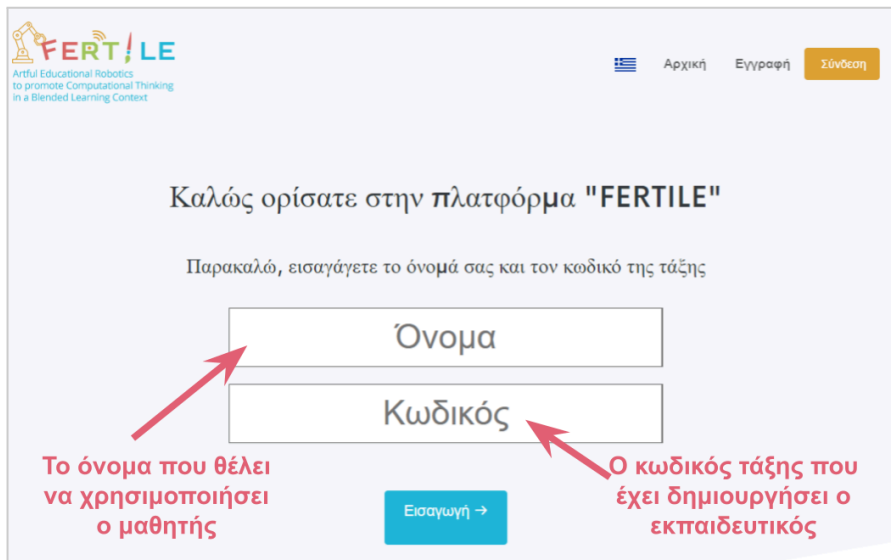 FERTILE
Artful Educational Robotics
to promote Computational Thinking
in a Blended Learning Context
Αρχική Εγγραφή Σύνδεση
Καλώς ορίσατε στην πλατφόρμα "FERTILE"
Παρακαλώ, εισαγάγετε το όνομά σας και τον κωδικό της τάξης
Όνομα
Κωδικός
Το όνομα που θέλει
να χρησιμοποιήσει
ο μαθητής
Ο κωδικός τάξης που
έχει δημιουργήσει ο
εκπαιδευτικός
Εισαγωγή →